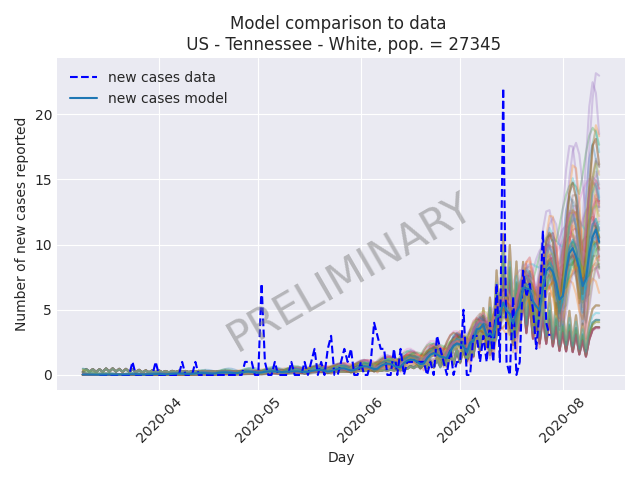 Model comparison to data
US - Tennessee - White, pop. = 27345
new cases data
new cases model
Number of new cases reported
20
15
10
5
0
PRELIMINARY
2020-04
2020-05
2020-06
2020-07
2020-08
Day